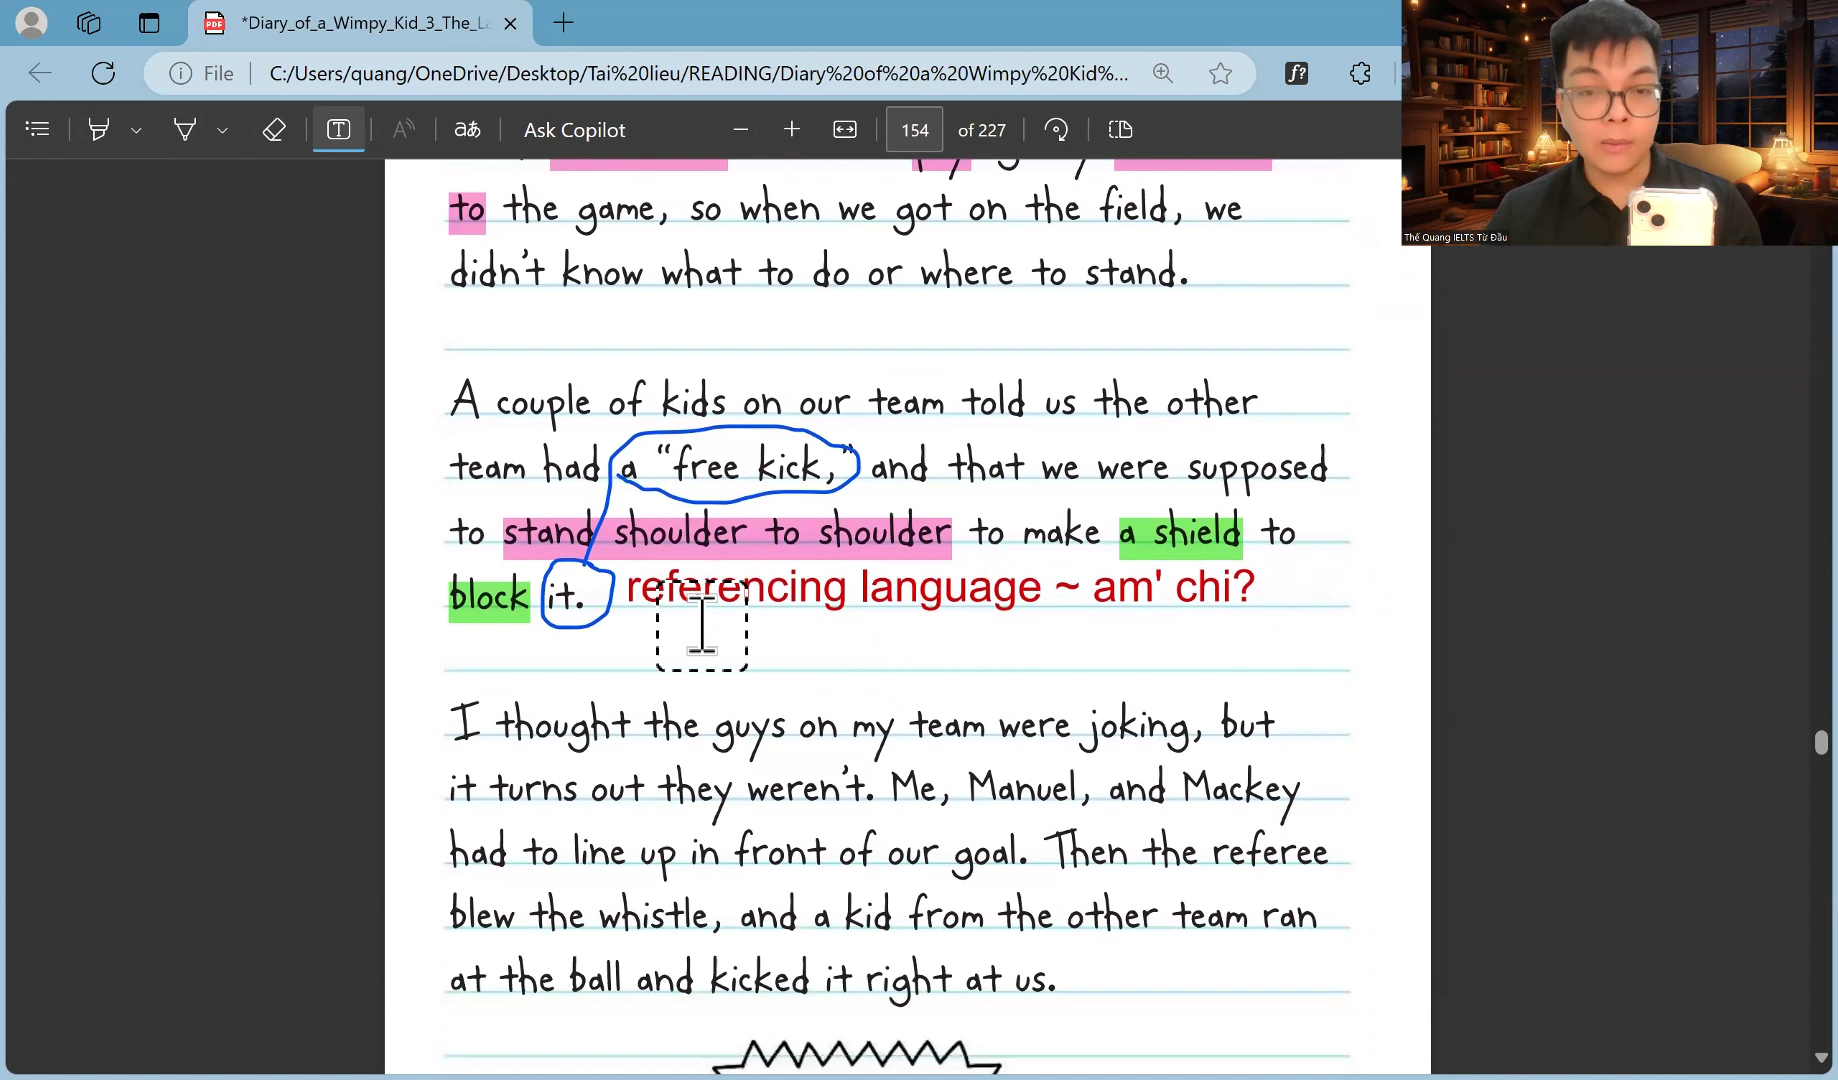 *Diary_of_a_Wimpy_Kid_3_The_La
File
C:/Users/quang/OneDrive/Desktop/Tai%20lieu/READING/Diary%20of%20a%20Wimpy%20Kid%...
Ask Copilot
154 of 227
Thế Quang IELTS Từ Đầu
to the game, so when we got on the field, we
didn't know what to do or where to stand.
A couple of kids on our team told us the other
team had a “free kick,” and that we were supposed
to stand shoulder to shoulder to make a shield to
block it. referencing language ~ am' chi?
I thought the guys on my team were joking, but
it turns out they weren't. Me, Manuel, and Mackey
had to line up in front of our goal. Then the referee
blew the whistle, and a kid from the other team ran
at the ball and kicked it right at us.